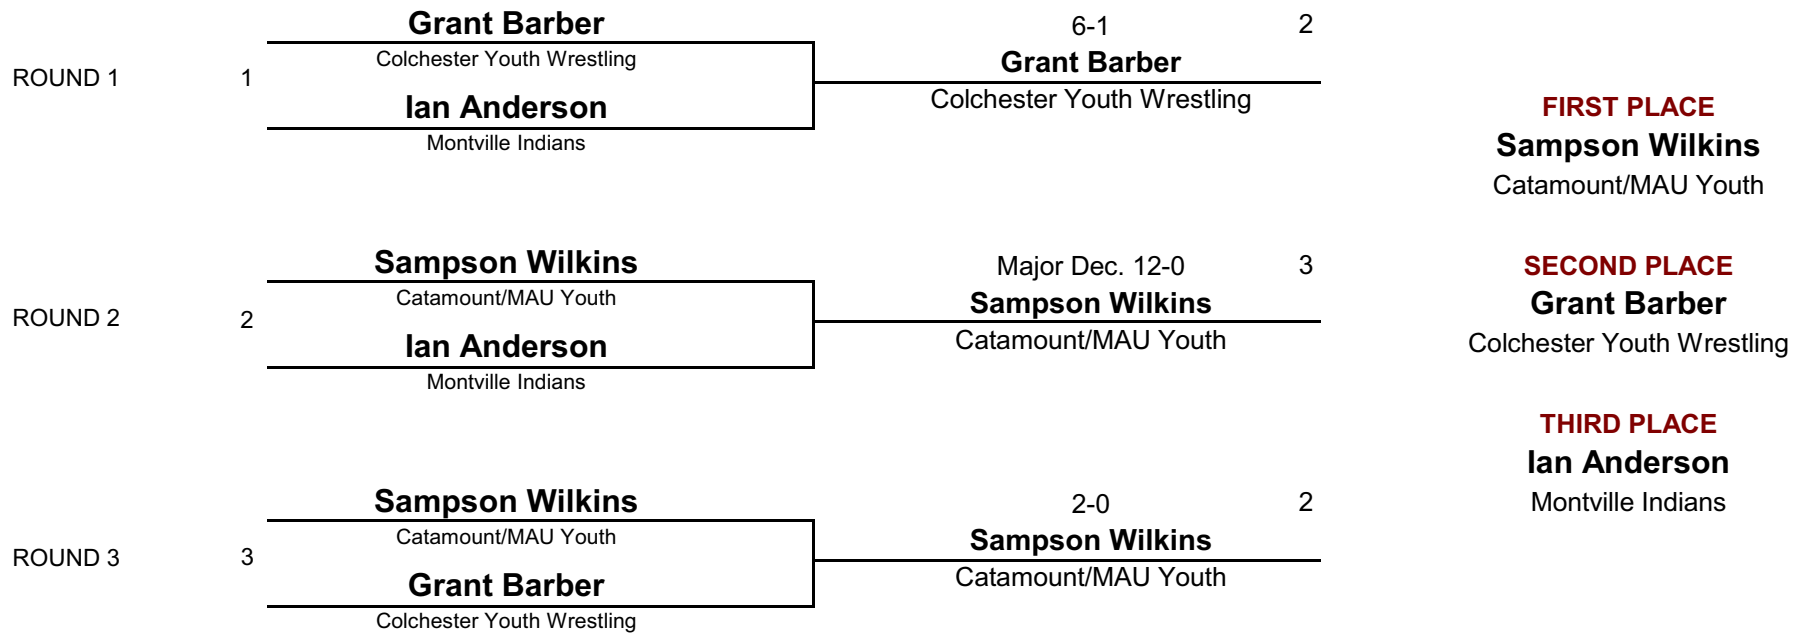 ROUND 1
1
Grant Barber
Colchester Youth Wrestling
Ian Anderson
Montville Indians
6-1
2
Grant Barber
Colchester Youth Wrestling
ROUND 2
2
Sampson Wilkins
Catamount/MAU Youth
Ian Anderson
Montville Indians
Major Dec. 12-0
3
Sampson Wilkins
Catamount/MAU Youth
ROUND 3
3
Sampson Wilkins
Catamount/MAU Youth
Grant Barber
Colchester Youth Wrestling
2-0
2
Sampson Wilkins
Catamount/MAU Youth
FIRST PLACE
Sampson Wilkins
Catamount/MAU Youth
SECOND PLACE
Grant Barber
Colchester Youth Wrestling
THIRD PLACE
Ian Anderson
Montville Indians